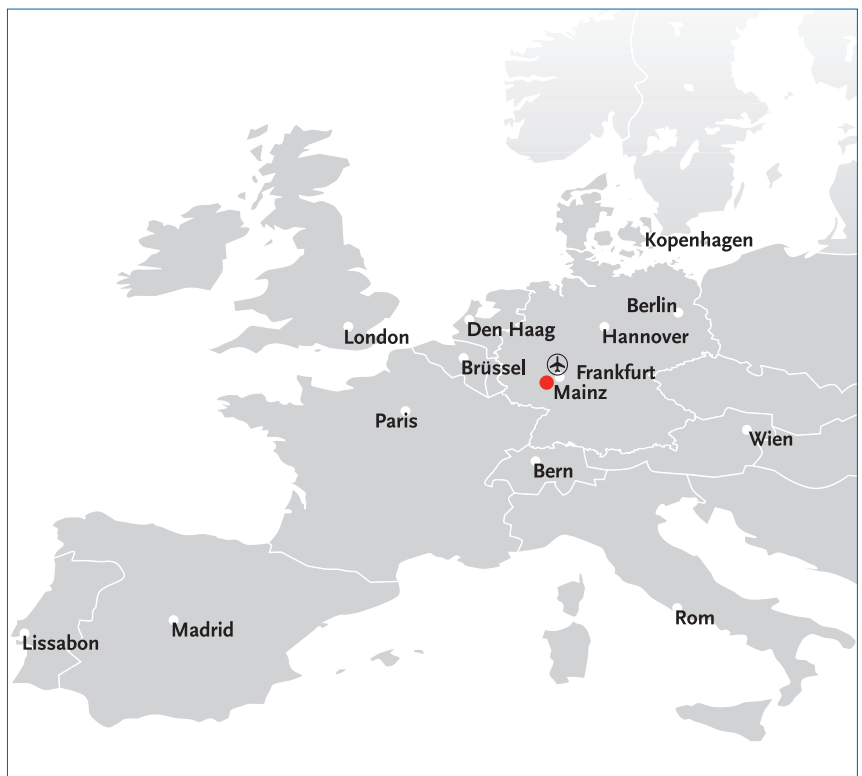 Kopenhagen
Berlin
Den Haag
Hannover
London
Brüssel
Frankfurt
Mainz
Paris
Wien
Bern
Rom
Madrid
Lissabon